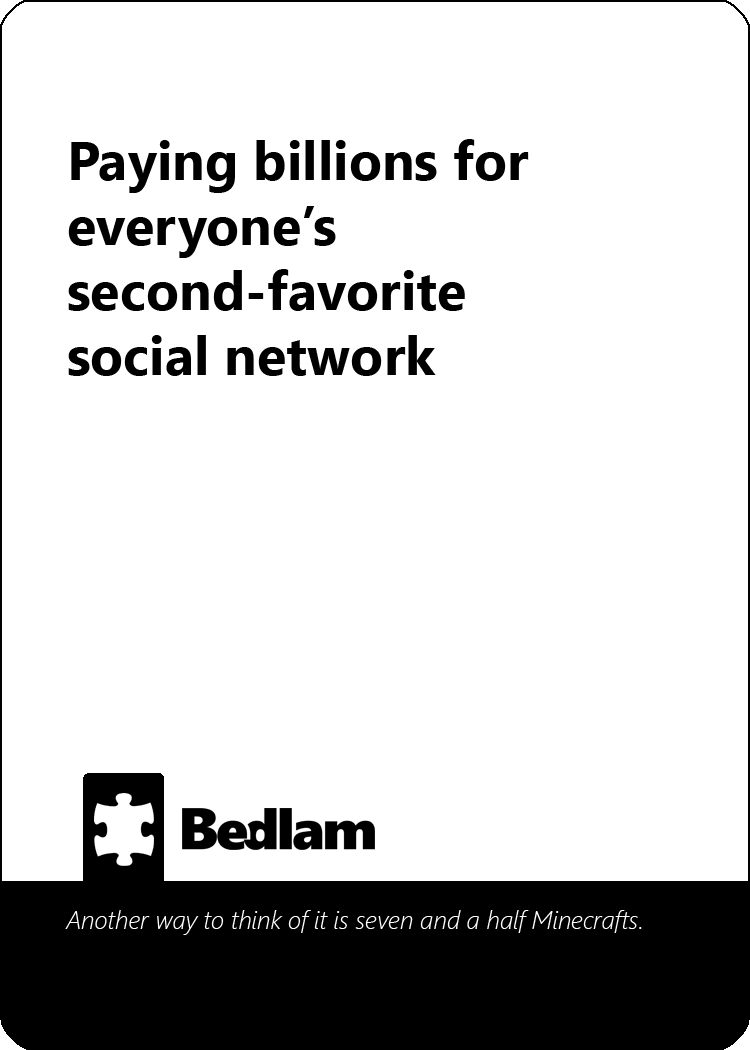 Paying billions for
everyone’s
second-favorite
social network
Bedlam
Another way to think of it is seven and a half Minecrafts.